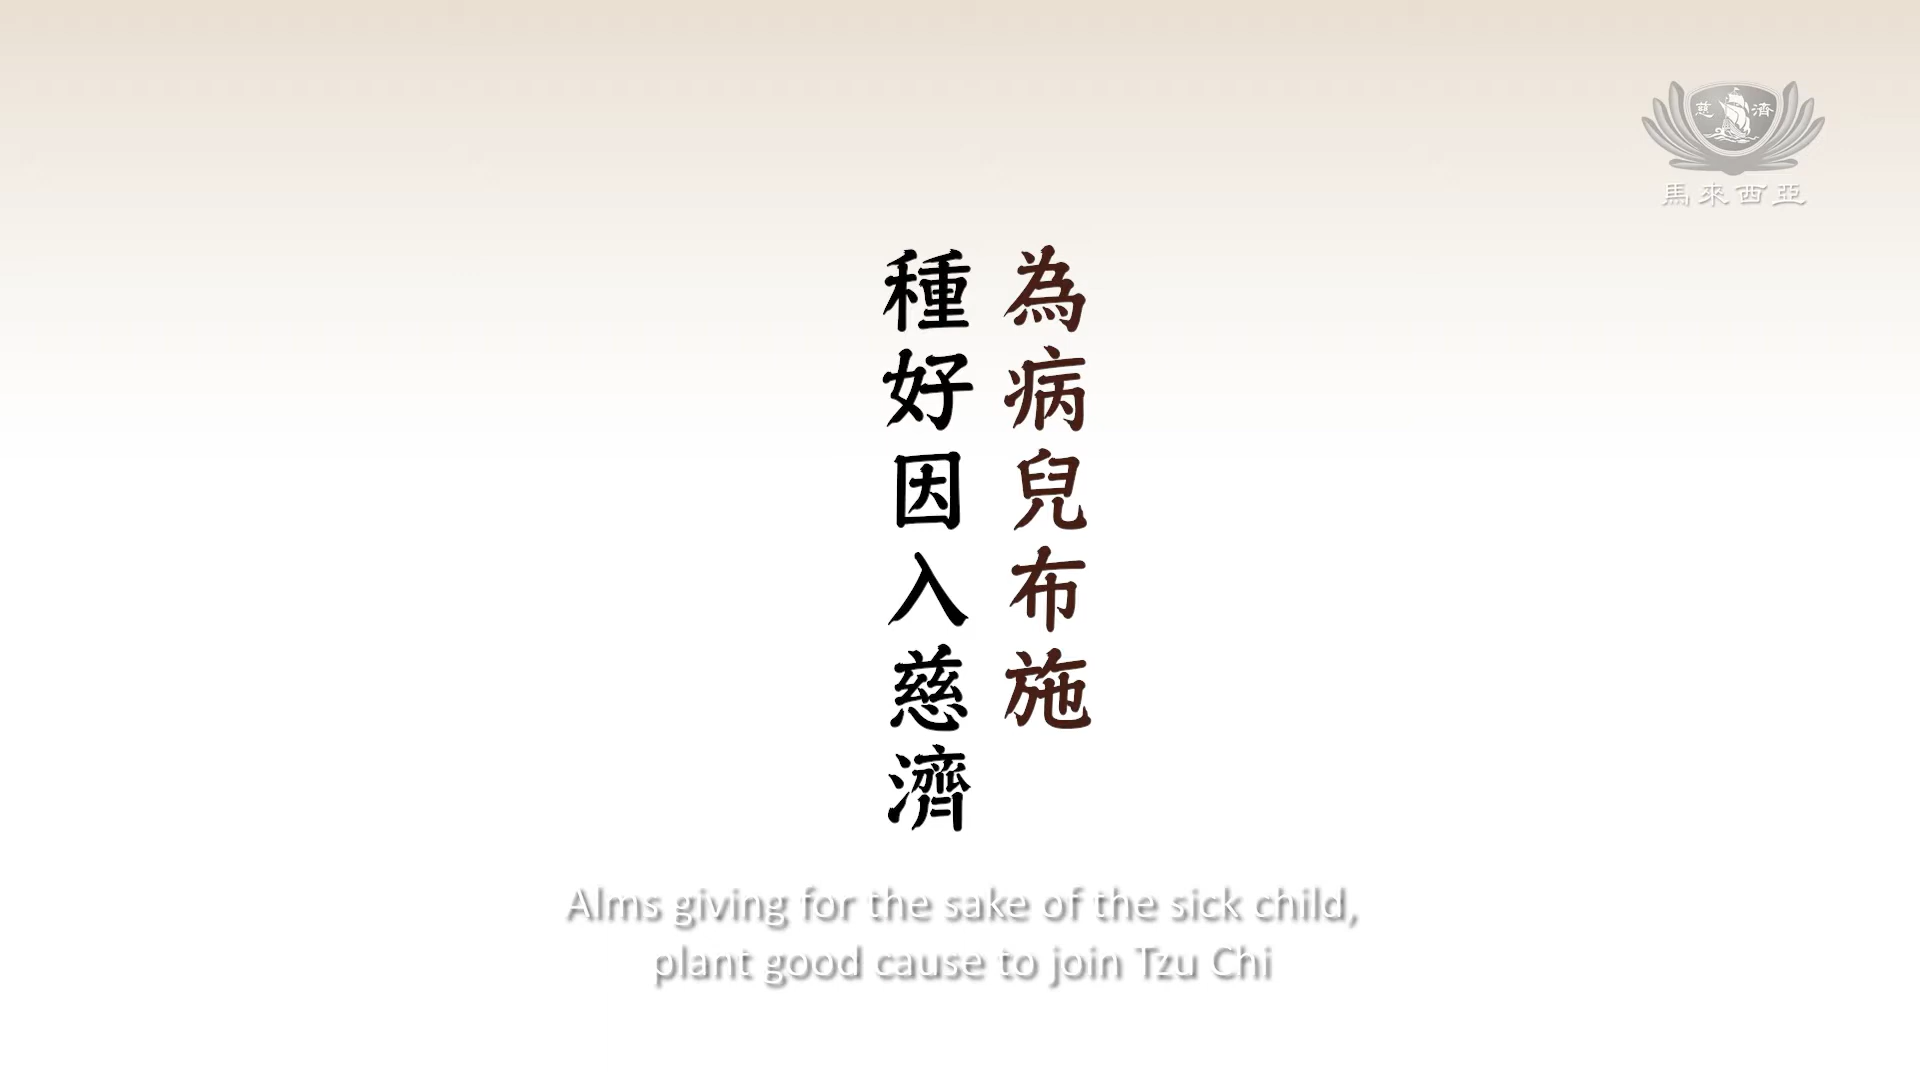 為病兒布施
種好因入慈濟
慈濟
馬來西亞
Alms giving for the sake of the sick child,
plant good cause to join Tzu Chi